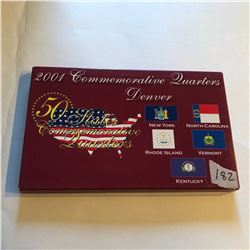 2001 Commemorative Quarters
Denver
50 State
Commemorative
Quarters
NEW YORK
NORTH CAROLINA
RHODE ISLAND
VERMONT
KENTUCKY
182